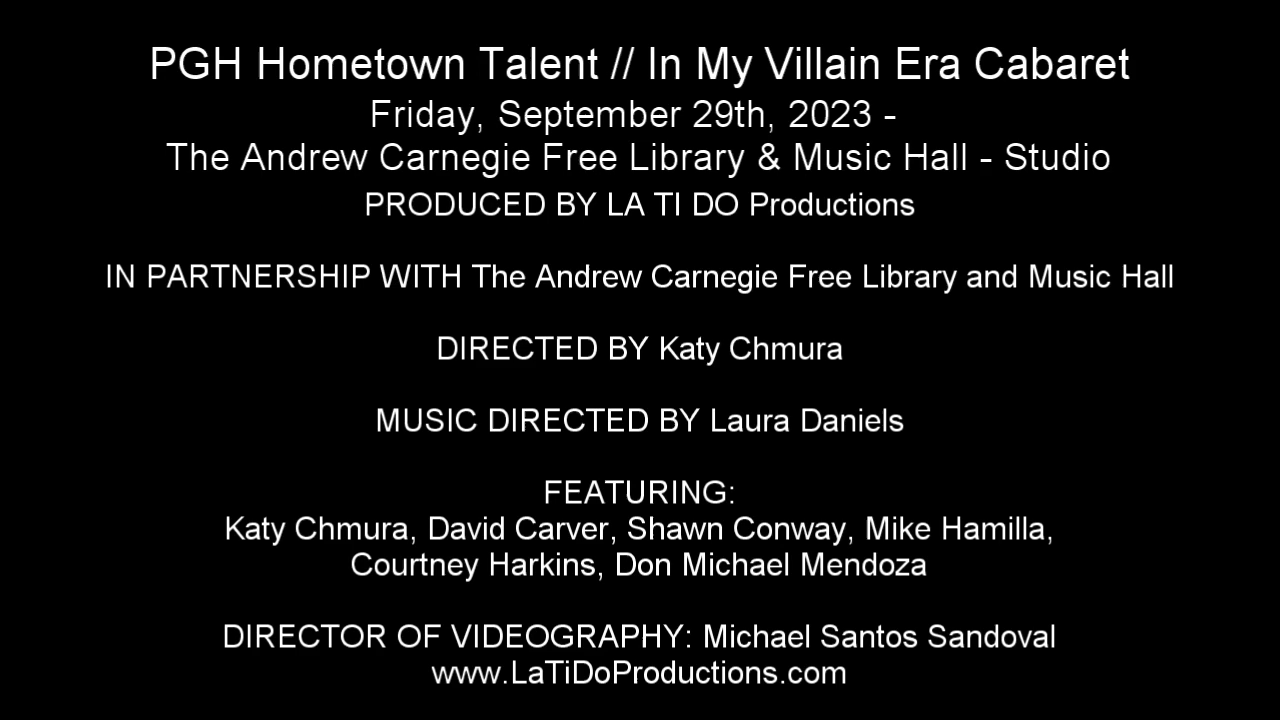 PGH Hometown Talent // In My Villain Era Cabaret
Friday, September 29th, 2023 -
The Andrew Carnegie Free Library & Music Hall - Studio
PRODUCED BY LA TI DO Productions
IN PARTNERSHIP WITH The Andrew Carnegie Free Library and Music Hall
DIRECTED BY Katy Chmura
MUSIC DIRECTED BY Laura Daniels
FEATURING:
Katy Chmura, David Carver, Shawn Conway, Mike Hamilla,
Courtney Harkins, Don Michael Mendoza
DIRECTOR OF VIDEOGRAPHY: Michael Santos Sandoval
www.LaTiDoProductions.com